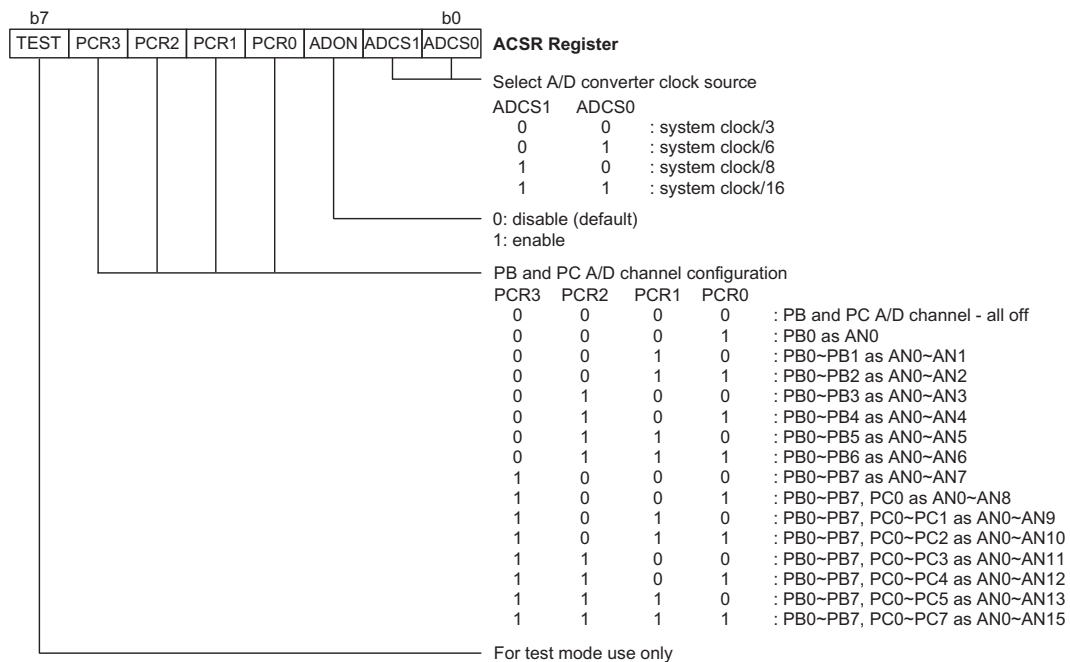 b7 b0
TEST PCR3 PCR2 PCR1 PCR0 ADON ADCS1 ADCS0 ACSR Register
Select A/D converter clock source
ADCS1 ADCS0
0 0 : system clock/3
0 1 : system clock/6
1 0 : system clock/8
1 1 : system clock/16
0: disable (default)
1: enable
PB and PC A/D channel configuration
PCR3 PCR2 PCR1 PCR0
0 0 0 0 : PB and PC A/D channel - all off
0 0 0 1 : PB0 as AN0
0 0 1 0 : PB0~PB1 as AN0~AN1
0 0 1 1 : PB0~PB2 as AN0~AN2
0 1 0 0 : PB0~PB3 as AN0~AN3
0 1 0 1 : PB0~PB4 as AN0~AN4
0 1 1 0 : PB0~PB5 as AN0~AN5
0 1 1 1 : PB0~PB6 as AN0~AN6
1 0 0 0 : PB0~PB7 as AN0~AN7
1 0 0 1 : PB0~PB7, PC0 as AN0~AN8
1 0 1 0 : PB0~PB7, PC0~PC1 as AN0~AN9
1 0 1 1 : PB0~PB7, PC0~PC2 as AN0~AN10
1 1 0 0 : PB0~PB7, PC0~PC3 as AN0~AN11
1 1 0 1 : PB0~PB7, PC0~PC4 as AN0~AN12
1 1 1 0 : PB0~PB7, PC0~PC5 as AN0~AN13
1 1 1 1 : PB0~PB7, PC0~PC7 as AN0~AN15
For test mode use only